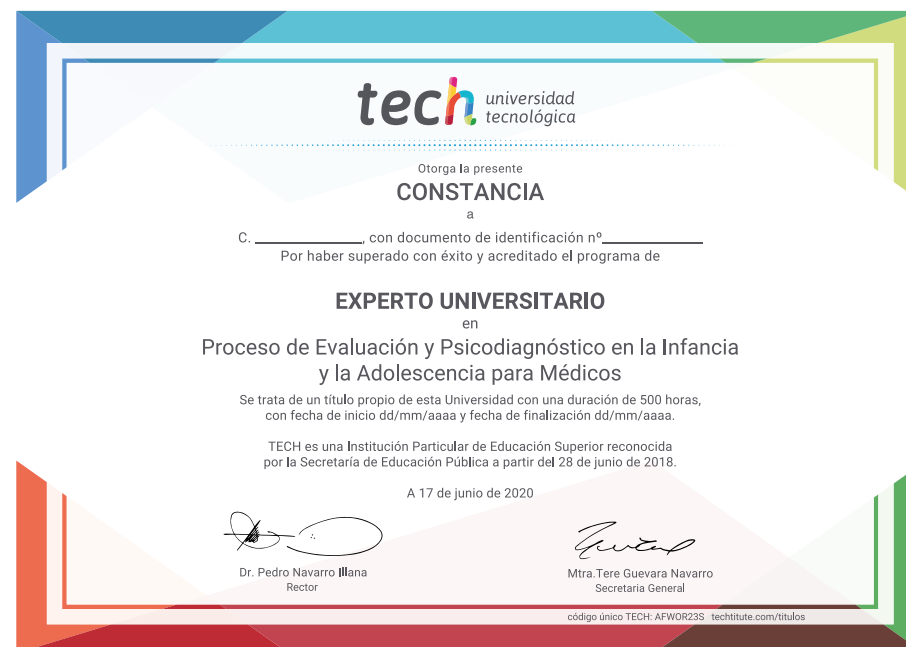 tech universidad
tecnológica
Otorga la presente
CONSTANCIA
a
C. ______________, con documento de identificación nº_____________
Por haber superado con éxito y acreditado el programa de
EXPERTO UNIVERSITARIO
en
Proceso de Evaluación y Psicodiagnóstico en la Infancia
y la Adolescencia para Médicos
Se trata de un título propio de esta Universidad con una duración de 500 horas,
con fecha de inicio dd/mm/aaaa y fecha de finalización dd/mm/aaaa.
TECH es una Institución Particular de Educación Superior reconocida
por la Secretaría de Educación Pública a partir del 28 de junio de 2018.
A 17 de junio de 2020
Dr. Pedro Navarro Illana
Rector
Mtra.Tere Guevara Navarro
Secretaria General
código único TECH: AFWOR23S techtitute.com/titulos